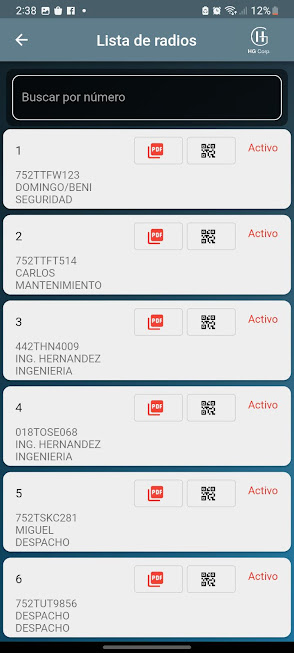 2:38
12%
Lista de radios
HG Corp.
Buscar por número
1
PDF
Activo
752TTFW123
DOMINGO/BENI
SEGURIDAD
2
PDF
Activo
752TTFT514
CARLOS
MANTENIMIENTO
3
PDF
Activo
442THN4009
ING. HERNANDEZ
INGENIERIA
4
PDF
Activo
018TOSE068
ING. HERNANDEZ
INGENIERIA
5
PDF
Activo
752TSKC281
MIGUEL
DESPACHO
6
PDF
Activo
752TUT9856
DESPACHO
DESPACHO